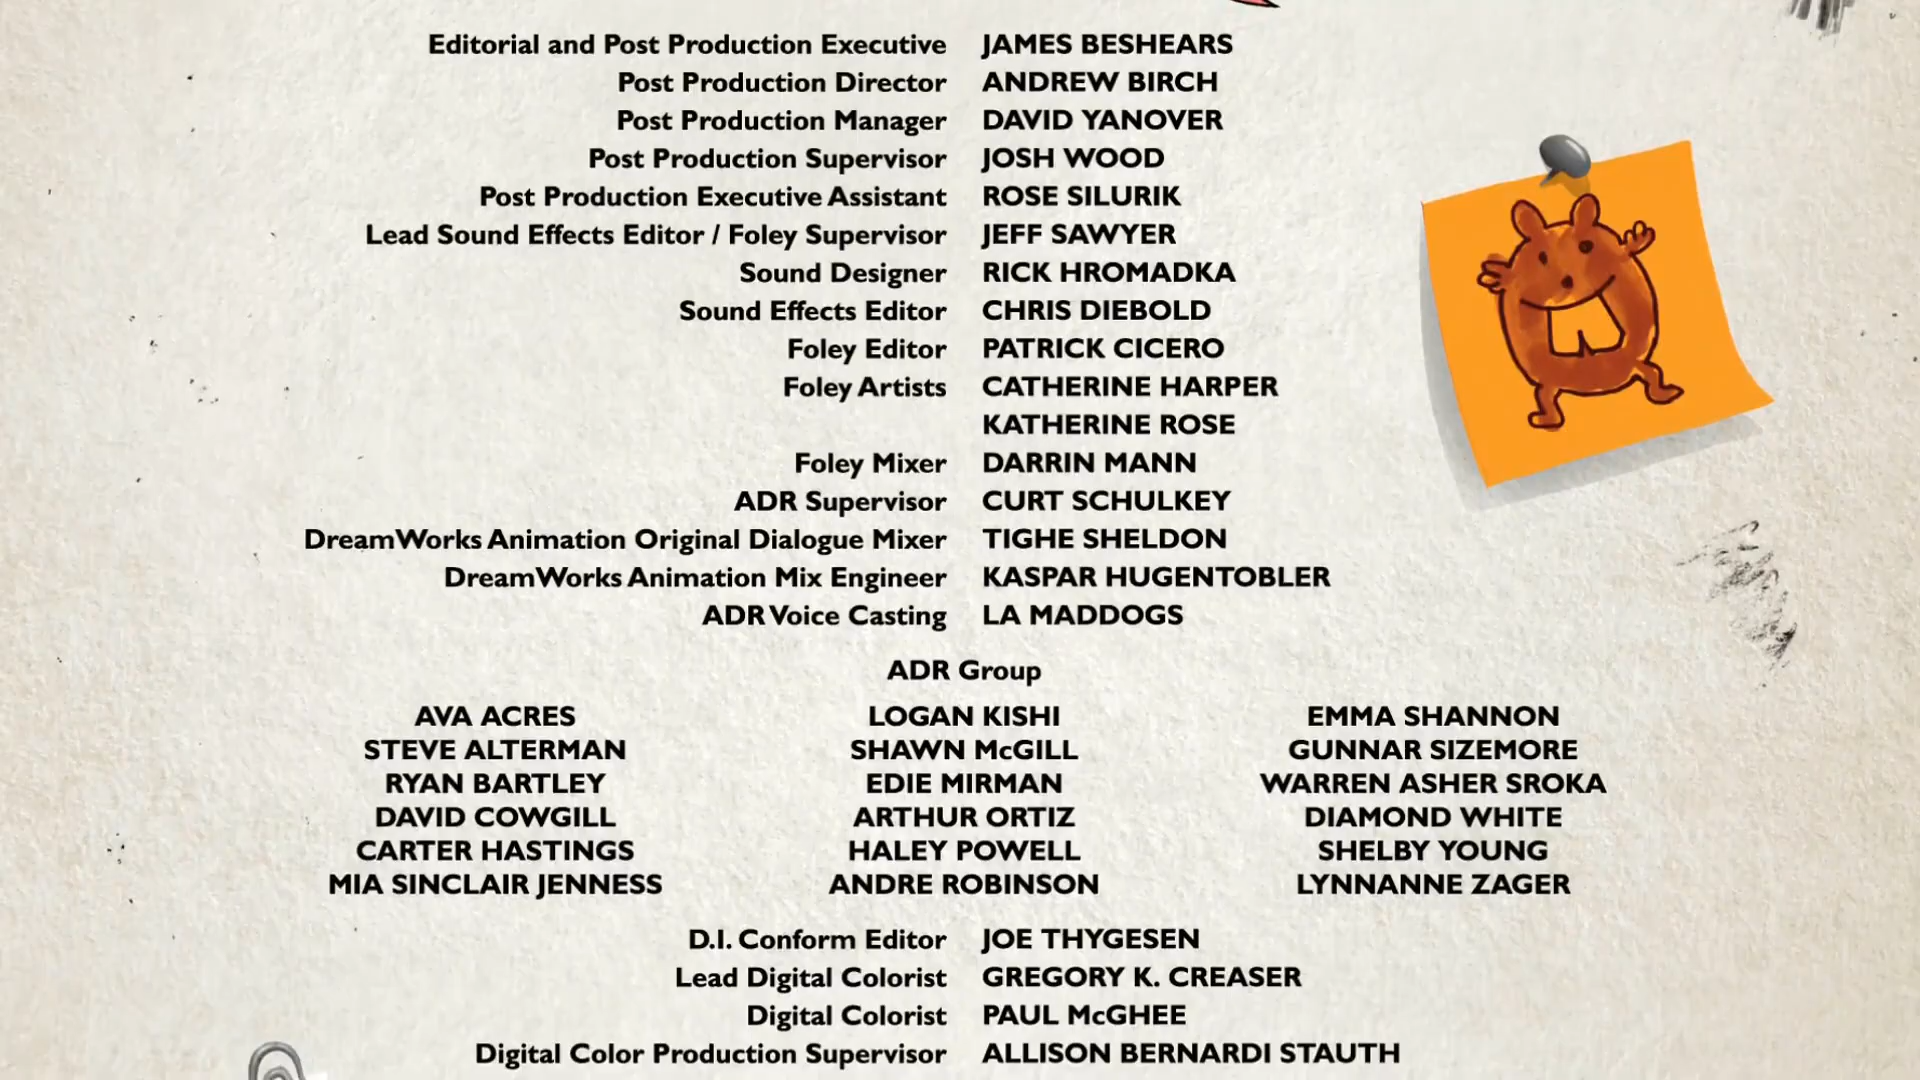 Editorial and Post Production Executive JAMES BESHEARS
Post Production Director ANDREW BIRCH
Post Production Manager DAVID YANOVER
Post Production Supervisor JOSH WOOD
Post Production Executive Assistant ROSE SILURIK
Lead Sound Effects Editor / Foley Supervisor JEFF SAWYER
Sound Designer RICK HROMADKA
Sound Effects Editor CHRIS DIEBOLD
Foley Editor PATRICK CICERO
Foley Artists CATHERINE HARPER
KATHERINE ROSE
Foley Mixer DARRIN MANN
ADR Supervisor CURT SCHULKEY
DreamWorks Animation Original Dialogue Mixer TIGHE SHELDON
DreamWorks Animation Mix Engineer KASPAR HUGENTOBLER
ADR Voice Casting LA MADDOGS
ADR Group
AVA ACRES LOGAN KISHI EMMA SHANNON
STEVE ALTERMAN SHAWN McGILL GUNNAR SIZEMORE
RYAN BARTLEY EDIE MIRMAN WARREN ASHER SROKA
DAVID COWGILL ARTHUR ORTIZ DIAMOND WHITE
CARTER HASTINGS HALEY POWELL SHELBY YOUNG
MIA SINCLAIR JENNESS ANDRE ROBINSON LYNNANNE ZAGER
D.I. Conform Editor JOE THYGESEN
Lead Digital Colorist GREGORY K. CREASER
Digital Colorist PAUL McGHEE
Digital Color Production Supervisor ALLISON BERNARDI STAUTH